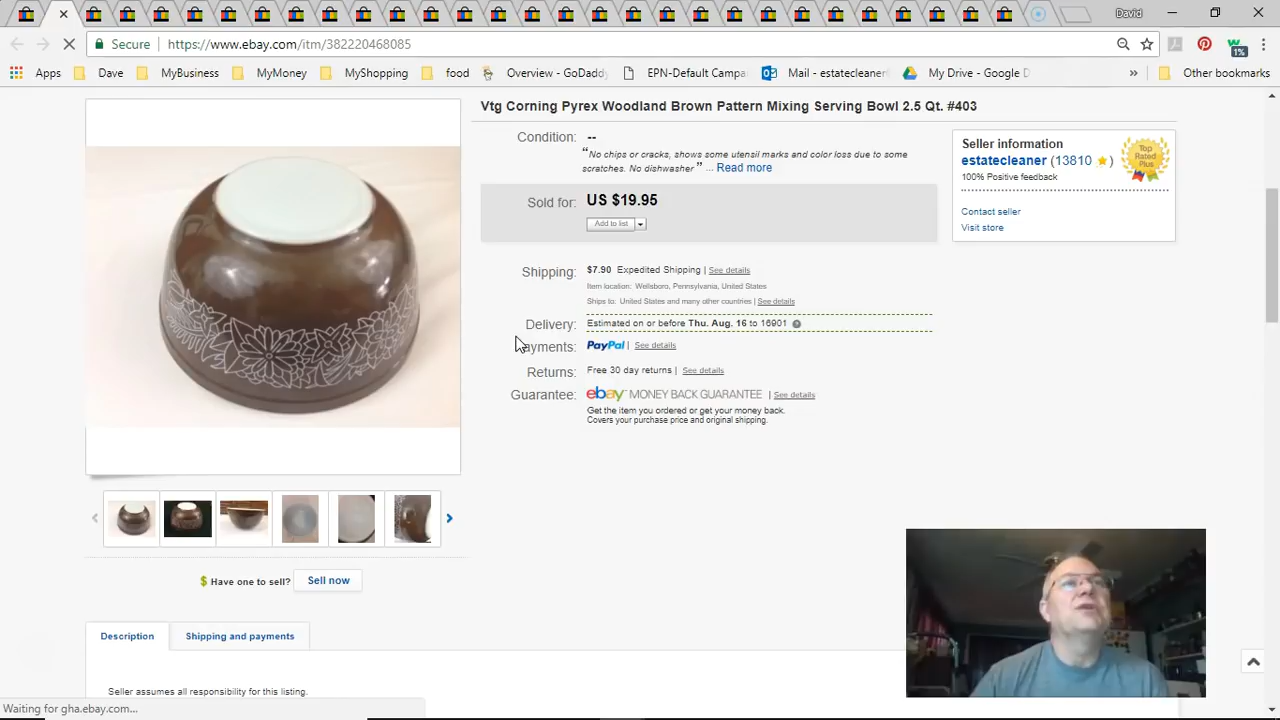 David
Secure
https://www.ebay.com/itm/382220468085
1%
Apps
Dave
MyBusiness
MyMoney
MyShopping
food
Overview - GoDaddy
EPN-Default Campa
Mail - estatecleaner
My Drive - Google D
»
Other bookmarks
Vtg Corning Pyrex Woodland Brown Pattern Mixing Serving Bowl 2.5 Qt. #403
Condition: --
“No chips or cracks, shows some utensil marks and color loss due to some
scratches. No dishwasher ” ... Read more
Sold for: US $19.95
Add to list
Shipping: $7.90 Expedited Shipping | See details
Item location: Wellsboro, Pennsylvania, United States
Ships to: United States and many other countries | See details
Delivery: Estimated on or before Thu. Aug. 16 to 16901
Payments: PayPal | See details
Returns: Free 30 day returns | See details
Guarantee: ebay MONEY BACK GUARANTEE | See details
Get the item you ordered or get your money back.
Covers your purchase price and original shipping.
Seller information
estatecleaner (13810 )
100% Positive feedback
Contact seller
Visit store
Top
Rated
Plus
$ Have one to sell? Sell now
Description
Shipping and payments
Seller assumes all responsibility for this listing.
Waiting for gha.ebay.com...